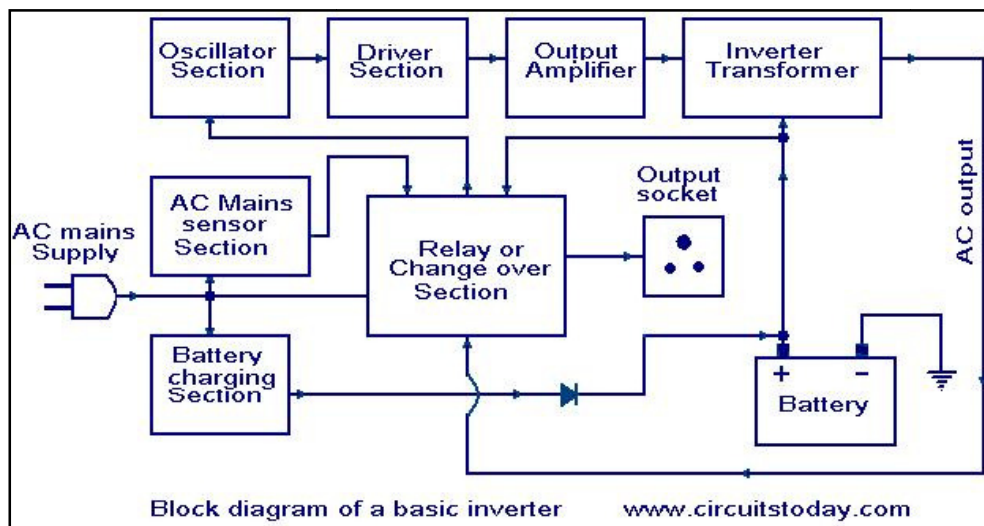 Oscillator
Section
Driver
Section
Output
Amplifier
Inverter
Transformer
AC Mains
sensor
Section
Output
socket
AC output
AC mains
Supply
Relay or
Change over
Section
Battery
charging
Section
+ −
Battery
Block diagram of a basic inverter www.circuitstoday.com